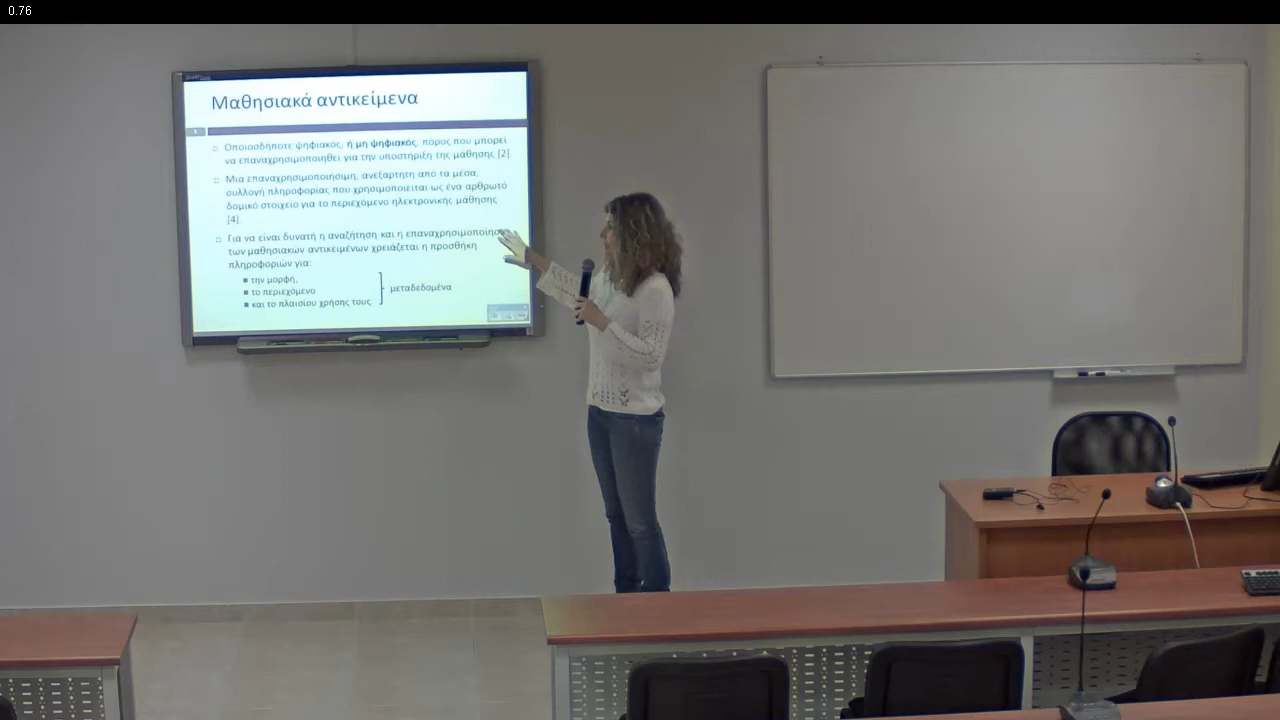 0.76
Μαθησιακά αντικείμενα
Οποιοσδήποτε ψηφιακός, ή μη ψηφιακός, πόρος που μπορεί
να επαναχρησιμοποιηθεί για την υποστήριξη της μάθησης [2]
Μια επαναχρησιμοποιήσιμη, ανεξάρτητη από τα μέσα,
συλλογή πληροφορίας που χρησιμοποιείται ως ένα αρθρωτό
δομικό στοιχείο για το περιεχόμενο ηλεκτρονικής μάθησης
[4].
Για να είναι δυνατή η αναζήτηση και η επαναχρησιμοποίηση
των μαθησιακών αντικειμένων χρειάζεται η προσθήκη
πληροφοριών για:
την μορφή,
το περιεχόμενο
και το πλαισίου χρήσης τους.
μεταδεδομένα